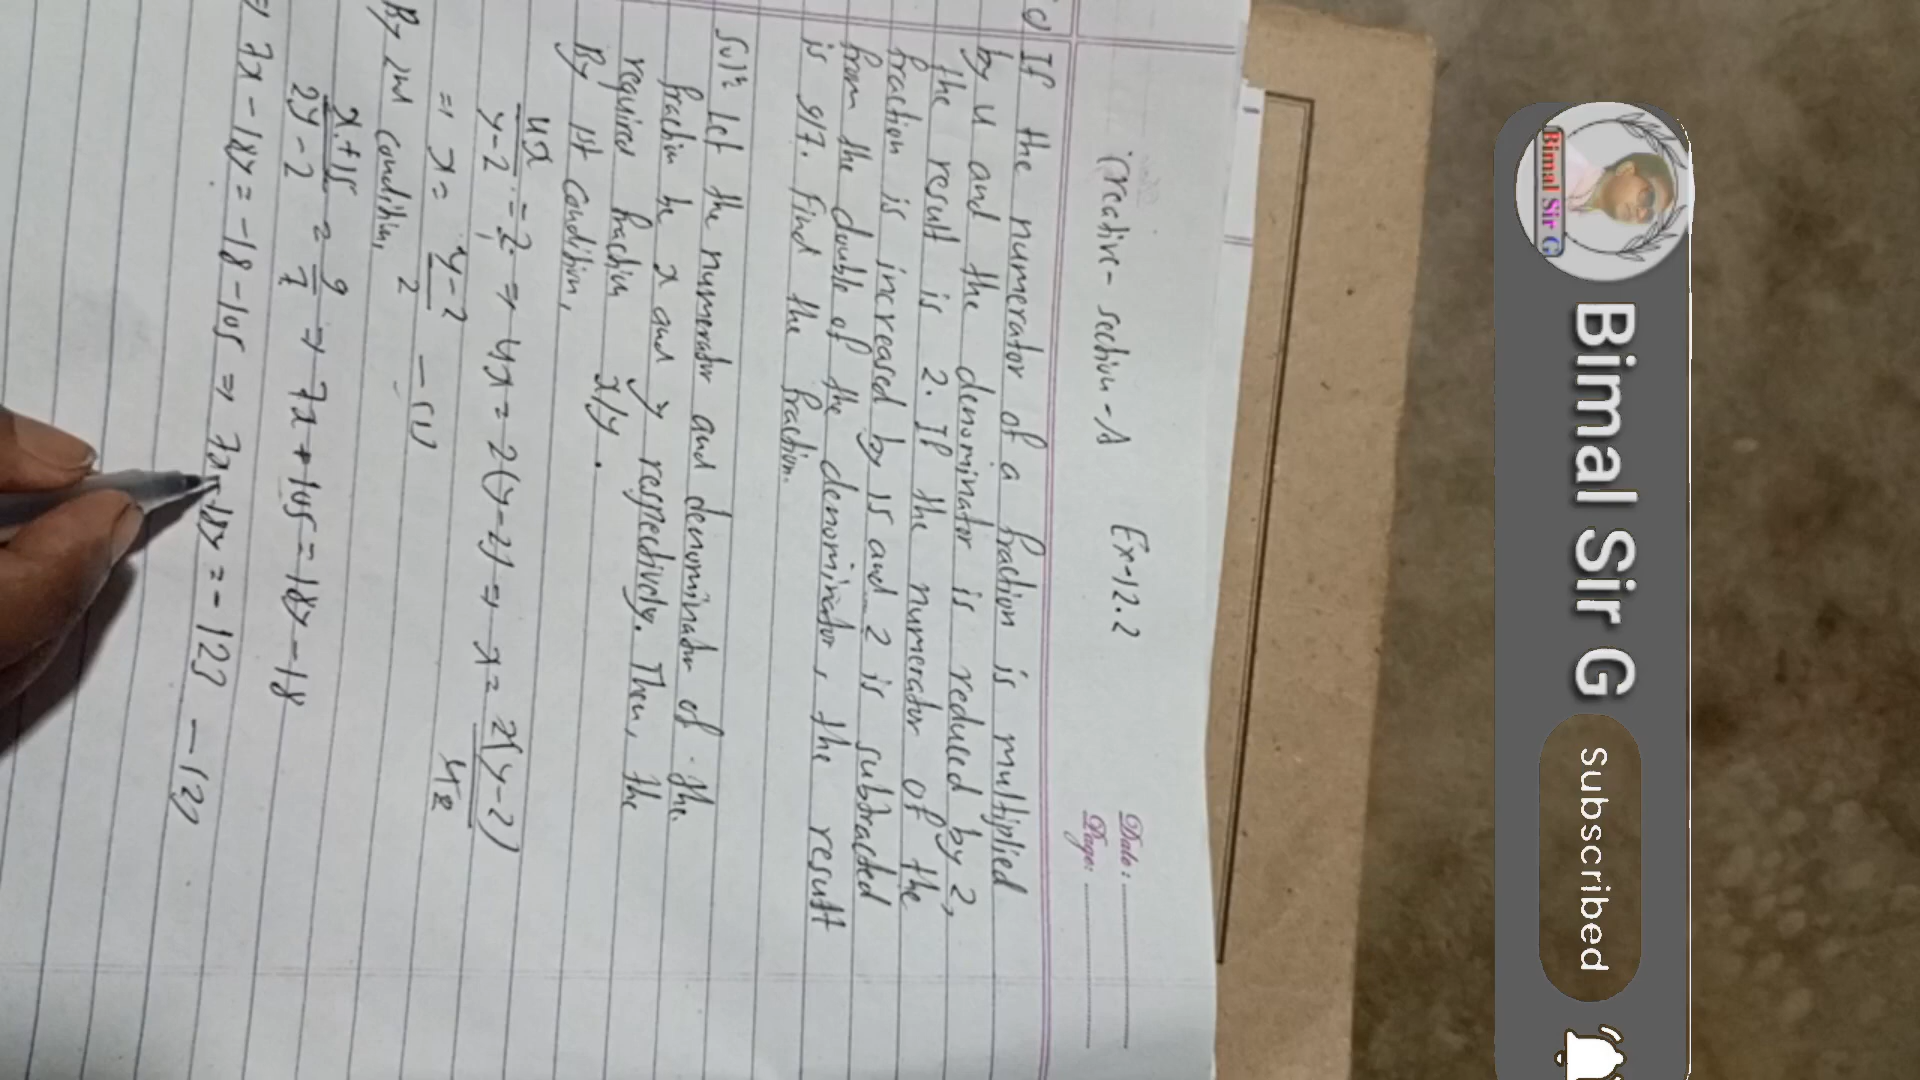 Creative- section-A Ex-12.2
Date:
Page:
If the numerator of a fraction is multiplied
by 4 and the denominator is reduced by 2,
the result is 2. If the numerator of the
fraction is increased by 15 and 2 is subtracted
from the double of the denominator, the result
is 9/7. Find the fraction.
Solⁿ Let the numerator and denominator of the
fraction be x and y respectively. Then, the
required fraction x/y.
By 1st condition,
4x/y-2 = 2/1 ⇒ 4x = 2(y-2) ⇒ x = 2(y-2)/42
⇒ x = y-2/2 -(1)
By 2nd condition,
x+15/2y-2 = 9/7 ⇒ 7x+105 = 18y-18
⇒ 7x-18y = -18-105 ⇒ 7x-18y = -123 -(2)
Bimal Sir G
Bimal Sir G
Subscribed